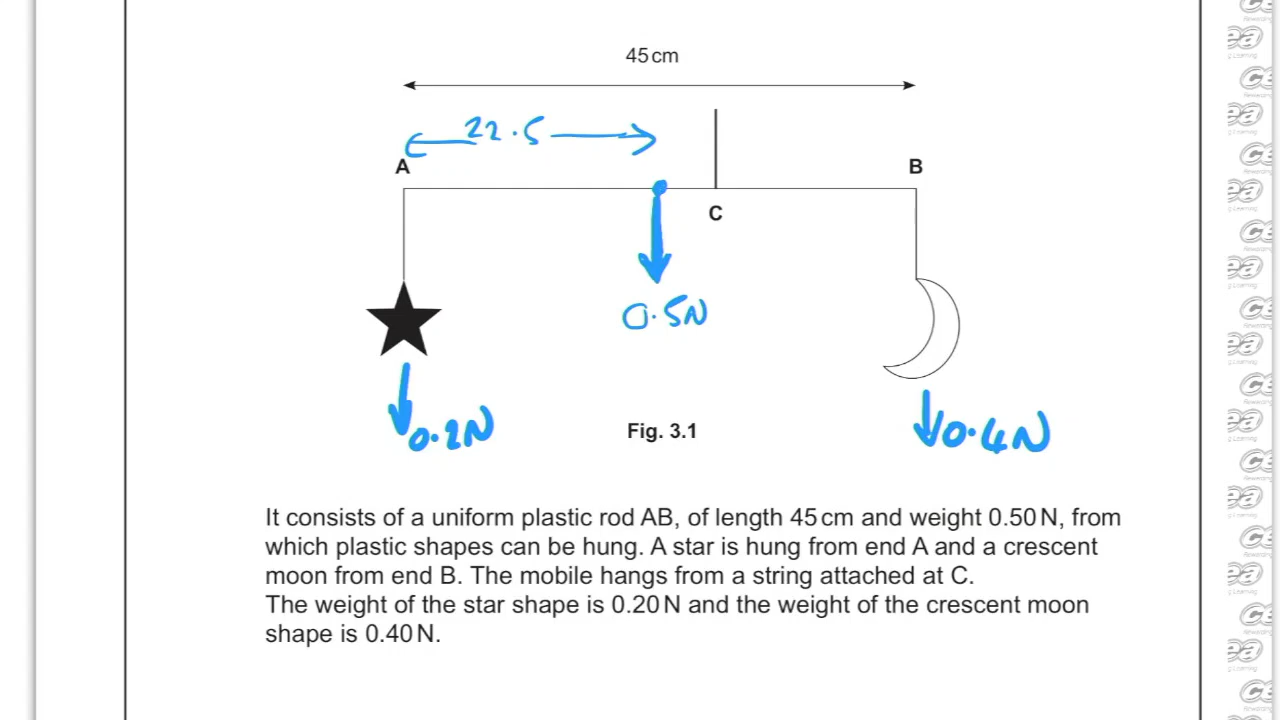 45 cm
22.5
A
B
C
0.5N
0.2N
0.4N
Fig. 3.1
It consists of a uniform plastic rod AB, of length 45 cm and weight 0.50 N, from
which plastic shapes can be hung. A star is hung from end A and a crescent
moon from end B. The mobile hangs from a string attached at C.
The weight of the star shape is 0.20 N and the weight of the crescent moon
shape is 0.40 N.